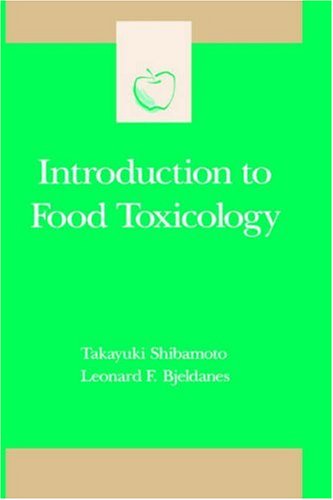 Introduction to
Food Toxicology
Takayuki Shibamoto
Leonard F. Bjeldanes